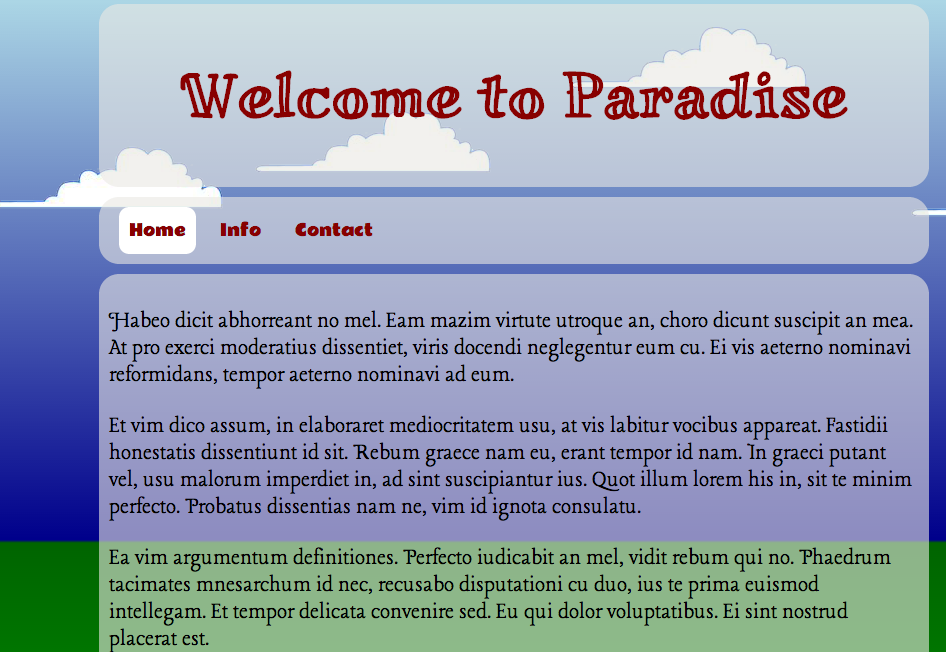 Welcome to Paradise
Home Info Contact
Habeo dicit abhorreant no mel. Eam mazim virtute utroque an, choro dicunt suscipit an mea.
At pro exerci moderatius dissentiet, viris docendi neglegentur eum cu. Ei vis aeterno nominavi
reformidans, tempor aeterno nominavi ad eum.
Et vim dico assum, in elaboraret mediocritatem usu, at vis labitur vocibus appareat. Fastidii
honestatis dissentiunt id sit. Rebum graece nam eu, erant tempor id nam. In graeci putant
vel, usu malorum imperdiet in, ad sint suscipiantur ius. Quot illum lorem his in, sit te minim
perfecto. Probatus dissentias nam ne, vim id ignota consulatu.
Ea vim argumentum definitiones. Perfecto iudicabit an mel, vidit rebum qui no. Phaedrum
tacimates mnesarchum id nec, recusabo disputationi cu duo, ius te prima euismod
intellegam. Et tempor delicata convenire sed. Eu qui dolor voluptatibus. Ei sint nostrud
placerat est.